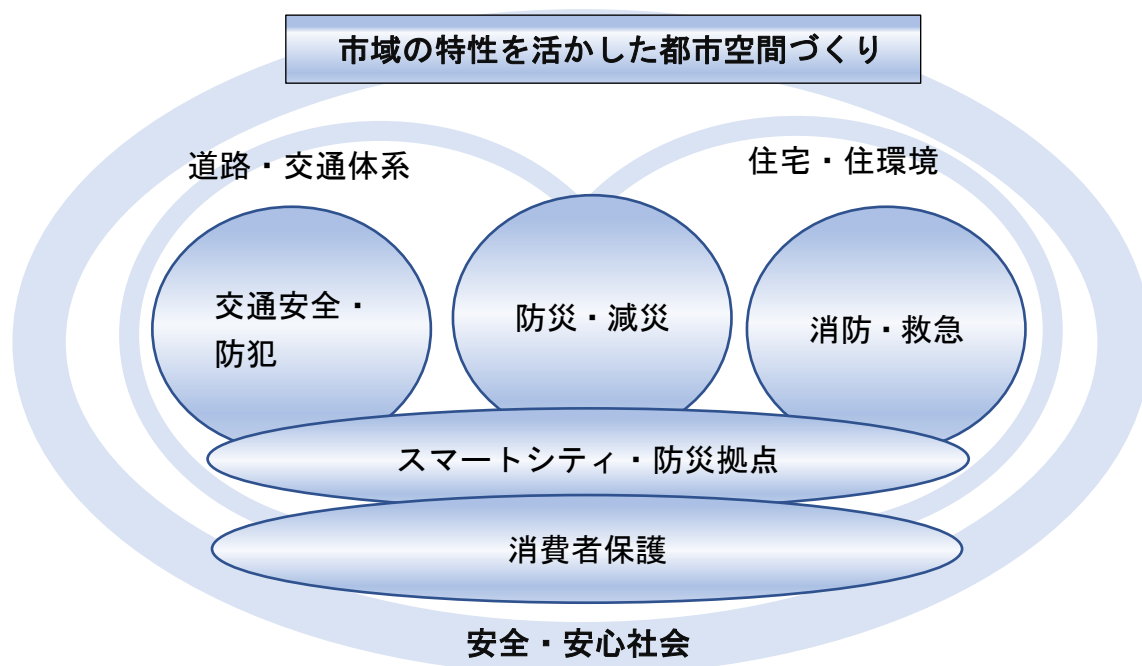 市域の特性を活かした都市空間づくり
道路・交通体系
住宅・住環境
交通安全・
防犯
防災・減災
消防・救急
スマートシティ・防災拠点
消費者保護
安全・安心社会